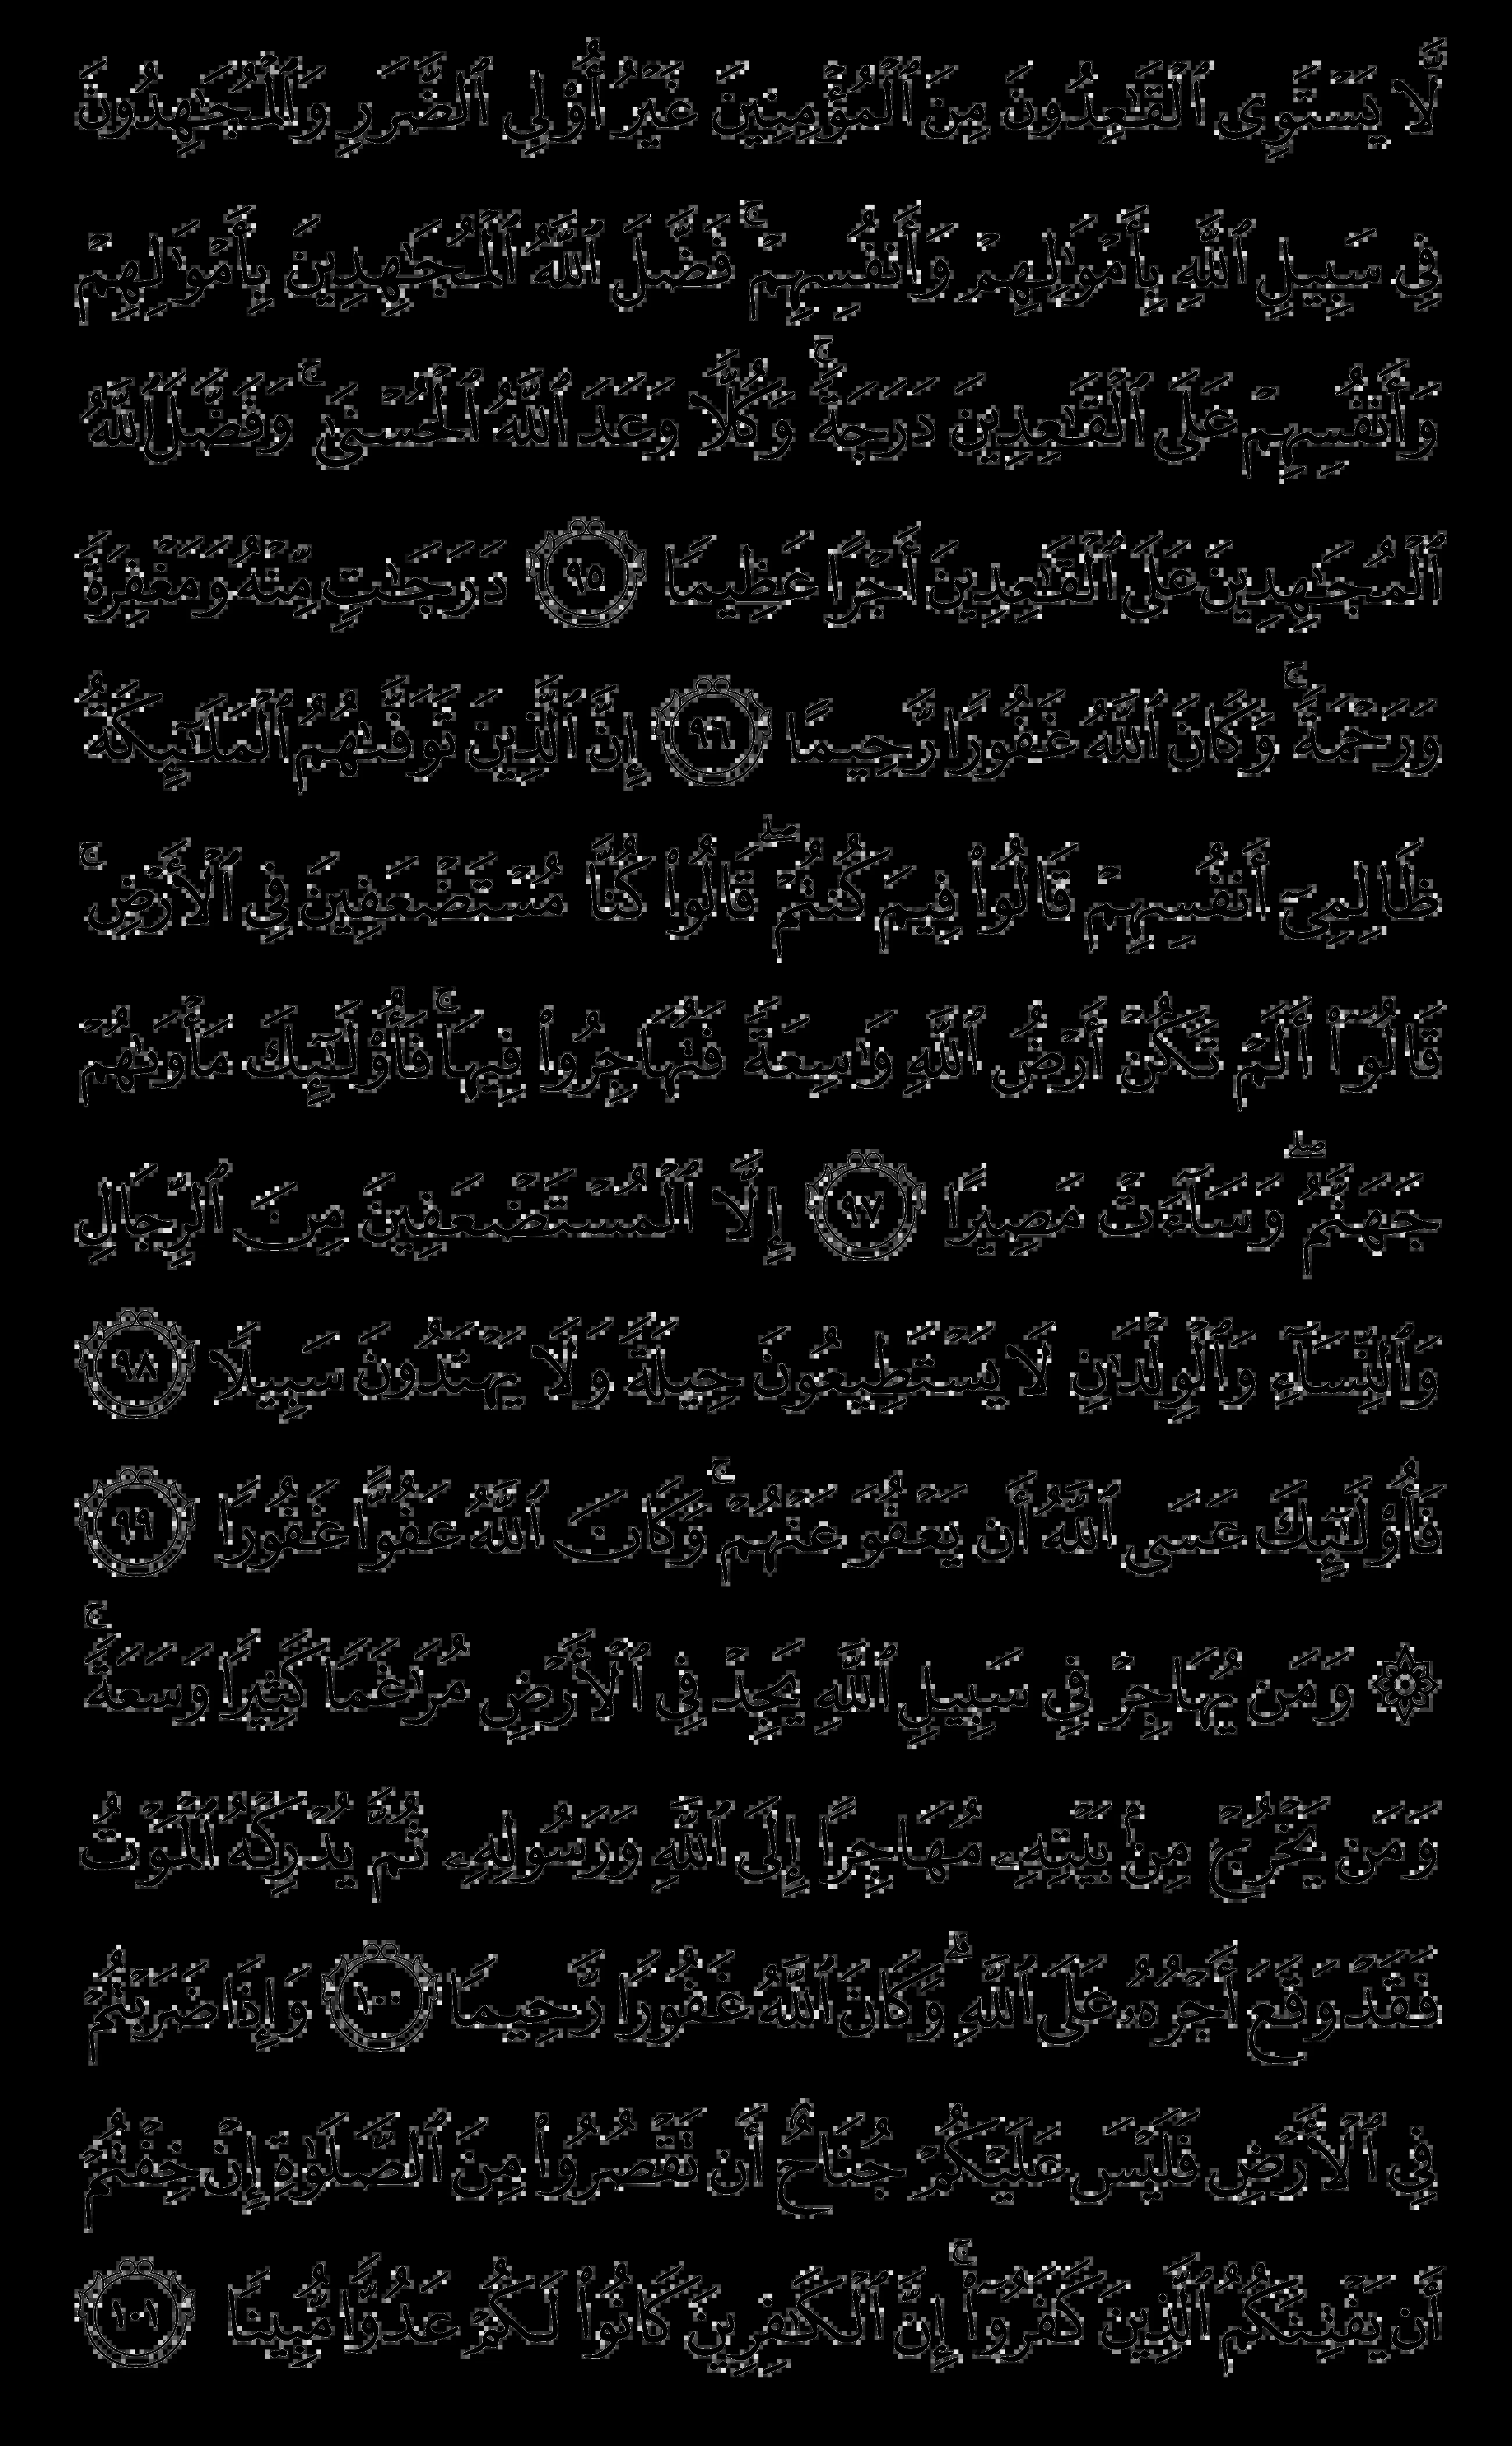 لَّا يَسْتَوِى ٱلْقَـٰعِدُونَ مِنَ ٱلْمُؤْمِنِينَ غَيْرُ أُو۟لِى ٱلضَّرَرِ وَٱلْمُجَـٰهِدُونَ
فِى سَبِيلِ ٱللَّهِ بِأَمْوَٰلِهِمْ وَأَنفُسِهِمْ ۚ فَضَّلَ ٱللَّهُ ٱلْمُجَـٰهِدِينَ بِأَمْوَٰلِهِمْ
وَأَنفُسِهِمْ عَلَى ٱلْقَـٰعِدِينَ دَرَجَةً ۚ وَكُلًّا وَعَدَ ٱللَّهُ ٱلْحُسْنَىٰ ۚ وَفَضَّلَ ٱللَّهُ
ٱلْمُجَـٰهِدِينَ عَلَى ٱلْقَـٰعِدِينَ أَجْرًا عَظِيمًا ٩٥ دَرَجَـٰتٍ مِّنْهُ وَمَغْفِرَةً
وَرَحْمَةً ۚ وَكَانَ ٱللَّهُ غَفُورًا رَّحِيمًا ٩٦ إِنَّ ٱلَّذِينَ تَوَفَّىٰهُمُ ٱلْمَلَـٰٓئِكَةُ
ظَالِمِىٓ أَنفُسِهِمْ قَالُوا۟ فِيمَ كُنتُمْ ۖ قَالُوا۟ كُنَّا مُسْتَضْعَفِينَ فِى ٱلْأَرْضِ ۚ
قَالُوٓا۟ أَلَمْ تَكُنْ أَرْضُ ٱللَّهِ وَٰسِعَةً فَتُهَاجِرُوا۟ فِيهَا ۚ فَأُو۟لَـٰٓئِكَ مَأْوَىٰهُمْ
جَهَنَّمُ ۖ وَسَآءَتْ مَصِيرًا ٩٧ إِلَّا ٱلْمُسْتَضْعَفِينَ مِنَ ٱلرِّجَالِ
وَٱلنِّسَآءِ وَٱلْوِلْدَٰنِ لَا يَسْتَطِيعُونَ حِيلَةً وَلَا يَهْتَدُونَ سَبِيلًا ٩٨
فَأُو۟لَـٰٓئِكَ عَسَى ٱللَّهُ أَن يَعْفُوَ عَنْهُمْ ۚ وَكَانَ ٱللَّهُ عَفُوًّا غَفُورًا ٩٩
۞ وَمَن يُهَاجِرْ فِى سَبِيلِ ٱللَّهِ يَجِدْ فِى ٱلْأَرْضِ مُرَٰغَمًا كَثِيرًا وَسَعَةً ۚ
وَمَن يَخْرُجْ مِنۢ بَيْتِهِۦ مُهَاجِرًا إِلَى ٱللَّهِ وَرَسُولِهِۦ ثُمَّ يُدْرِكْهُ ٱلْمَوْتُ
فَقَدْ وَقَعَ أَجْرُهُۥ عَلَى ٱللَّهِ ۗ وَكَانَ ٱللَّهُ غَفُورًا رَّحِيمًا ١٠٠ وَإِذَا ضَرَبْتُمْ
فِى ٱلْأَرْضِ فَلَيْسَ عَلَيْكُمْ جُنَاحٌ أَن تَقْصُرُوا۟ مِنَ ٱلصَّلَوٰةِ إِنْ خِفْتُمْ
أَن يَفْتِنَكُمُ ٱلَّذِينَ كَفَرُوٓا۟ ۚ إِنَّ ٱلْكَـٰفِرِينَ كَانُوا۟ لَكُمْ عَدُوًّا مُّبِينًا ١٠١